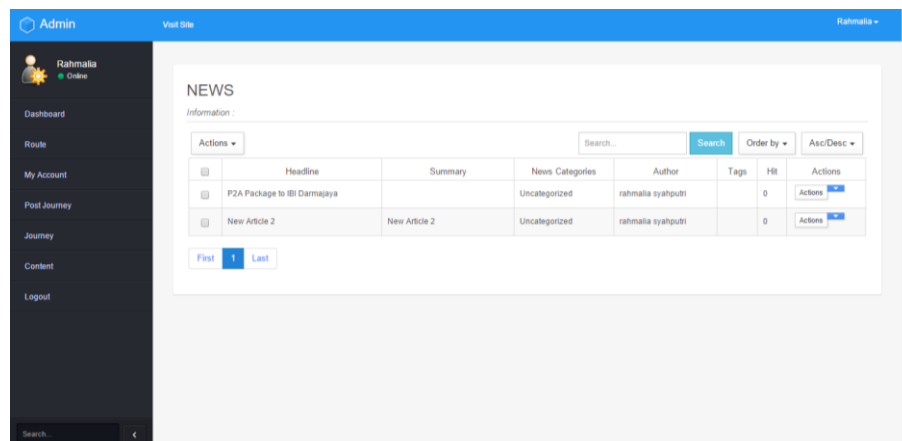 Admin
Visit Site
Rahmalia
Rahmalia
Online
Dashboard
Route
My Account
Post Journey
Journey
Content
Logout
Search...
NEWS
Information :
Actions
Search...
Search
Order by
Asc/Desc
Headline Summary News Categories Author Tags Hit Actions
P2A Package to IBI Darmajaya Uncategorized rahmalia syahputri 0 Actions
New Article 2 New Article 2 Uncategorized rahmalia syahputri 0 Actions
First 1 Last